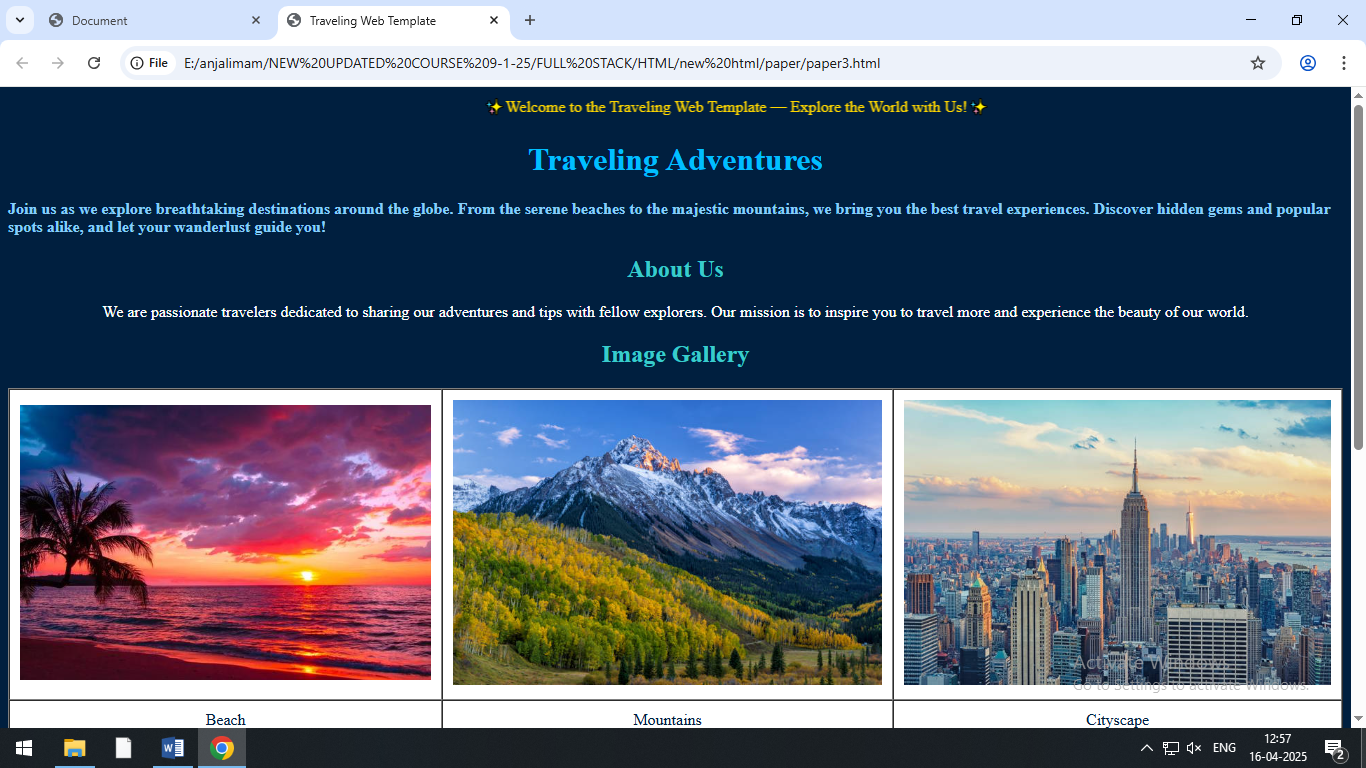 Document
Traveling Web Template
File
E:/anjalimam/NEW%20UPDATED%20COURSE%209-1-25/FULL%20STACK/HTML/new%20html/paper/paper3.html
✨ Welcome to the Traveling Web Template — Explore the World with Us! ✨
Traveling Adventures
Join us as we explore breathtaking destinations around the globe. From the serene beaches to the majestic mountains, we bring you the best travel experiences. Discover hidden gems and popular
spots alike, and let your wanderlust guide you!
About Us
We are passionate travelers dedicated to sharing our adventures and tips with fellow explorers. Our mission is to inspire you to travel more and experience the beauty of our world.
Image Gallery
Activate Windows
Go to Settings to activate Windows.
Beach
Mountains
Cityscape
ENG
12:57
16-04-2025
2